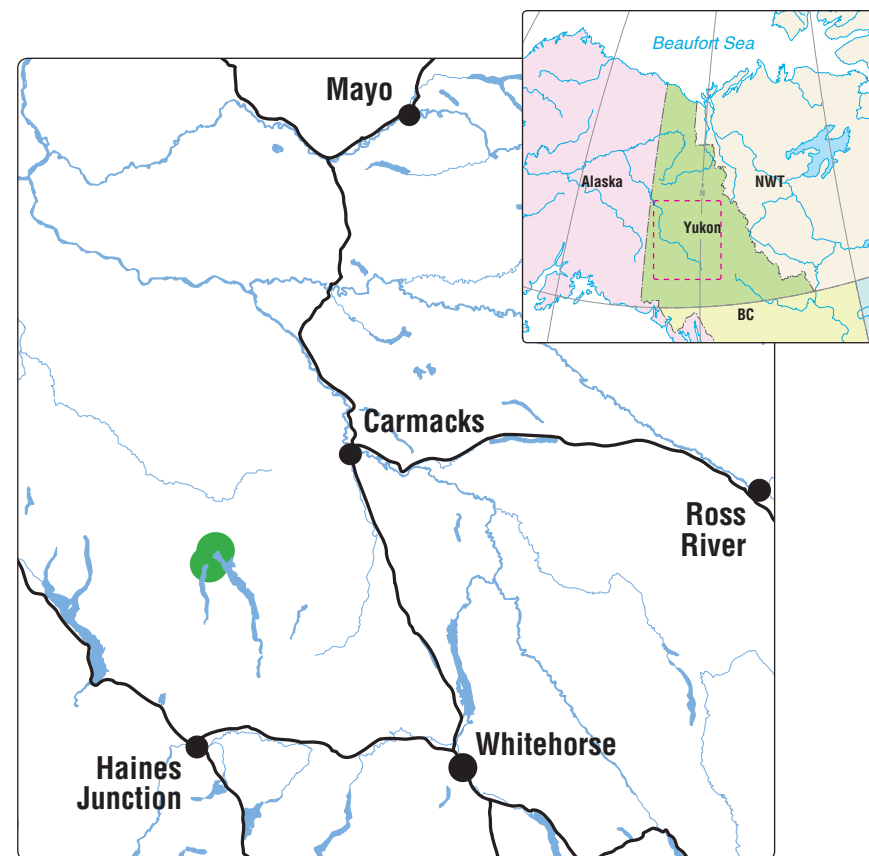 Beaufort Sea
Alaska
NWT
N
Yukon
BC
Mayo
Carmacks
Ross
River
Whitehorse
Haines
Junction